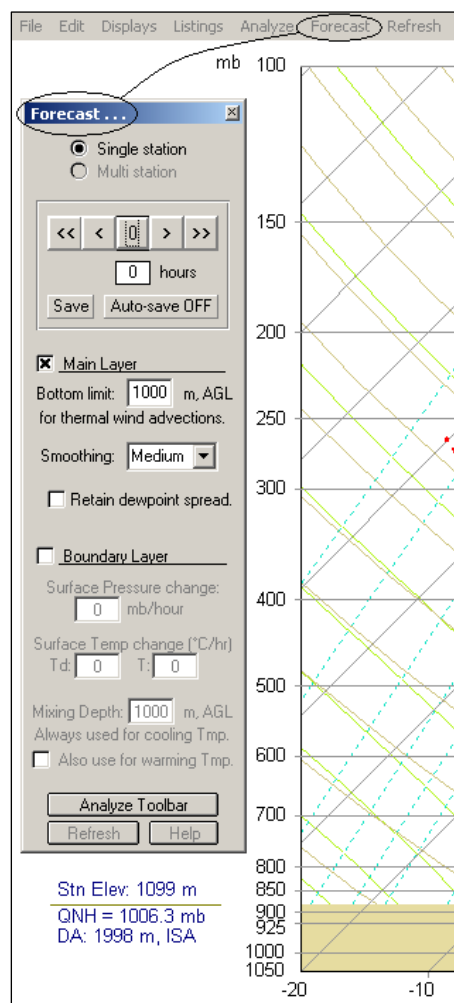 File Edit Displays Listings Analyze Forecast Refresh
mb 100
Forecast ...
Single station
Multi station
150
<< < 0 > >>
0 hours
Save Auto-save OFF
200
Main Layer
Bottom limit: 1000 m, AGL
for thermal wind advections.
250
Smoothing: Medium
300
Retain dewpoint spread.
Boundary Layer
Surface Pressure change:
400
0 mb/hour
Surface Temp change (°C/hr)
Td: 0 T: 0
500
Mixing Depth: 1000 m, AGL
Always used for cooling Tmp.
600
Also use for warming Tmp.
Analyze Toolbar
700
Refresh Help
800
Stn Elev: 1099 m
850
QNH = 1006.3 mb
900
925
DA: 1998 m, ISA
1000
1050
-20 -10